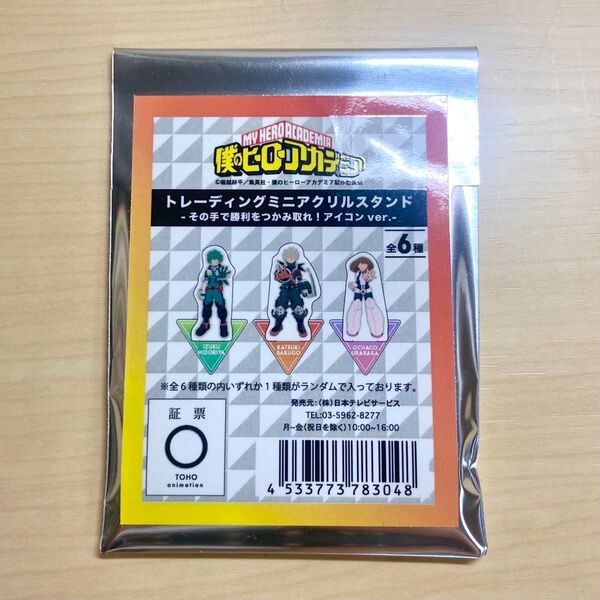 MY HERO ACADEMIA
僕のヒーローアカデミア
©堀越耕平/集英社・僕のヒーローアカデミア製作委員会
トレーディングミニアクリルスタンド
- その手で勝利をつかみ取れ!アイコン ver.-
全6種
IZUKU MIDORIYA
KATSUKI BAKUGO
OCHACO URARAKA
※全6種類の内いずれか1種類がランダムで入っております。
発売元:(株)日本テレビサービス
TEL:03-5962-8277
月~金(祝日を除く)10:00~16:00
証票
TOHO
animation
4 533773 783048